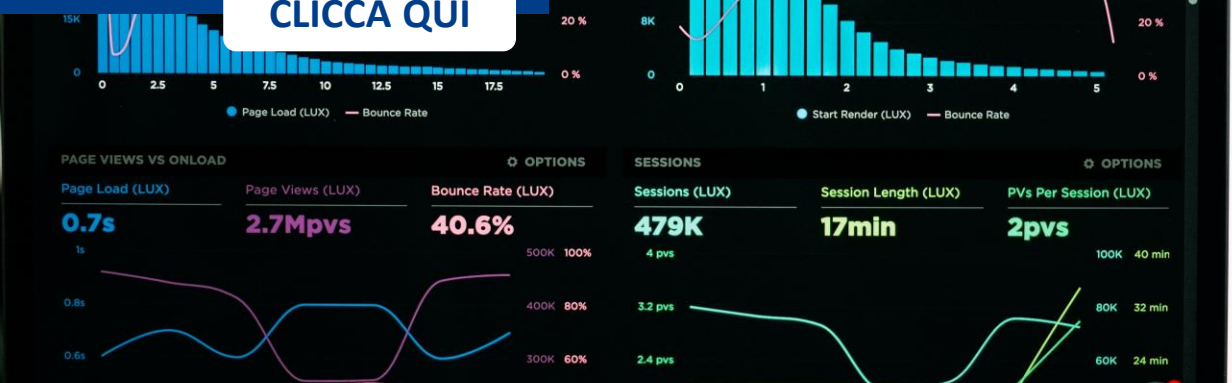 CLICCA QUI
15K
20 %
0
0 %
0 2.5 5 7.5 10 12.5 15 17.5
Page Load (LUX) Bounce Rate
8K
20 %
0
0 %
0 1 2 3 4 5
Start Render (LUX) Bounce Rate
PAGE VIEWS VS ONLOAD OPTIONS
Page Load (LUX) Page Views (LUX) Bounce Rate (LUX)
0.7s 2.7Mpvs 40.6%
1s 500K 100%
0.8s 400K 80%
0.6s 300K 60%
SESSIONS OPTIONS
Sessions (LUX) Session Length (LUX) PVs Per Session (LUX)
479K 17min 2pvs
4 pvs 100K 40 min
3.2 pvs 80K 32 min
2.4 pvs 60K 24 min